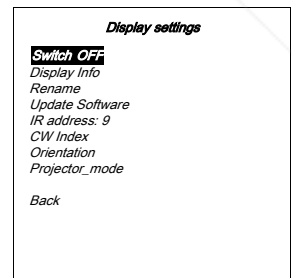 Display settings
Switch OFF
Display Info
Rename
Update Software
IR address: 9
CW Index
Orientation
Projector_mode
Back